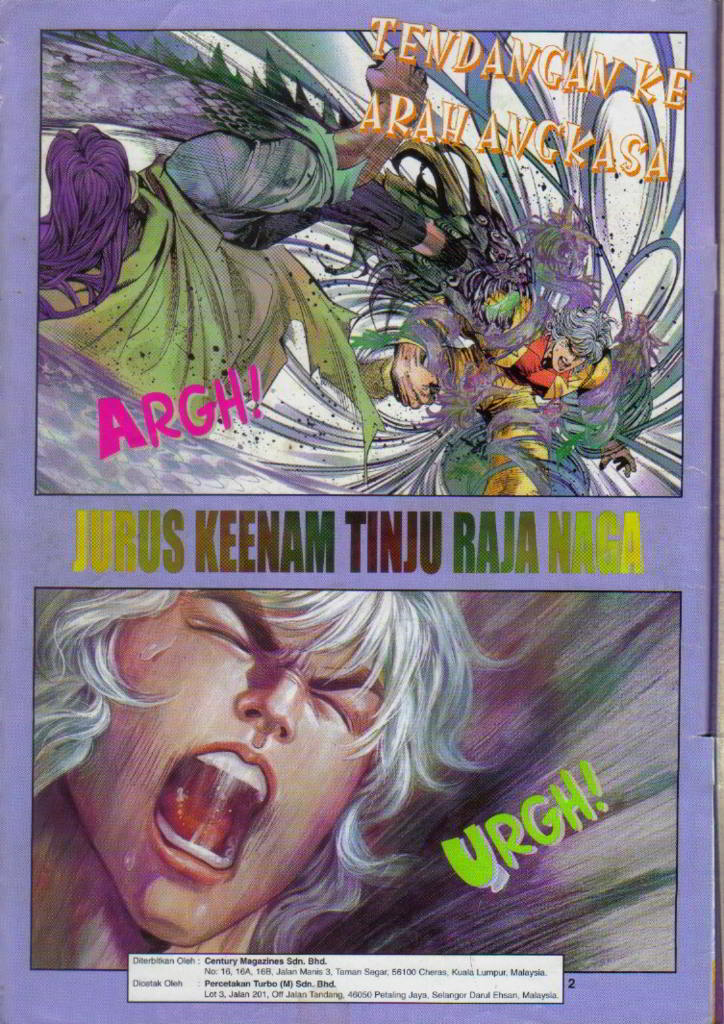 TENDANGAN KE
ARAH ANGKASA
ARGH!
JURUS KEENAM TINJU RAJA NAGA
URGH!
Diterbitkan Oleh : Century Magazines Sdn. Bhd.
No: 16, 16A, 16B, Jalan Manis 3, Taman Segar, 56100 Cheras, Kuala Lumpur, Malaysia.
Dicetak Oleh : Percetakan Turbo (M) Sdn. Bhd.
Lot 3, Jalan 201, Off Jalan Tandang, 46050 Petaling Jaya, Selangor Darul Ehsan, Malaysia.
2